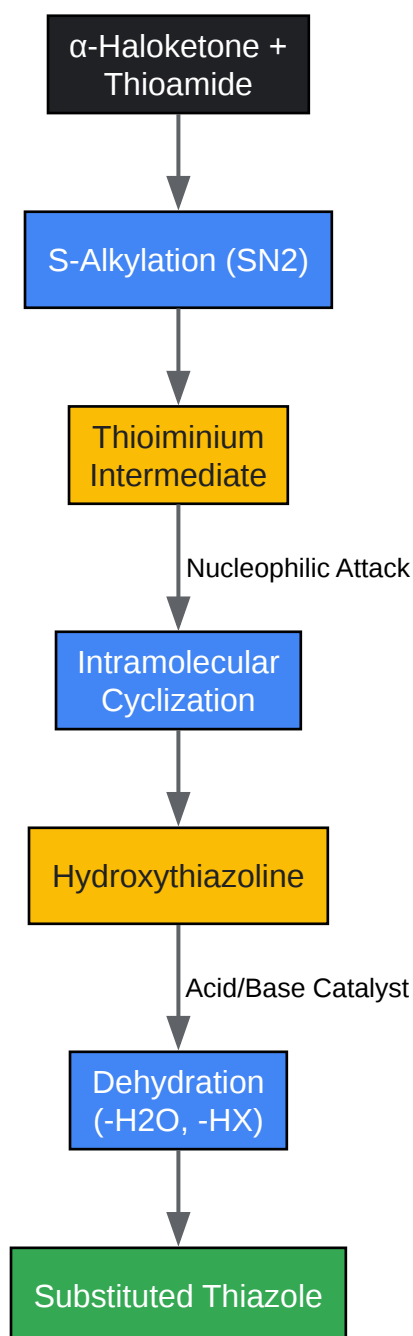 α-Haloketone +
Thioamide
S-Alkylation (SN2)
Thioiminium
Intermediate
Nucleophilic Attack
Intramolecular
Cyclization
Hydroxythiazoline
Acid/Base Catalyst
Dehydration
(-H2O, -HX)
Substituted Thiazole